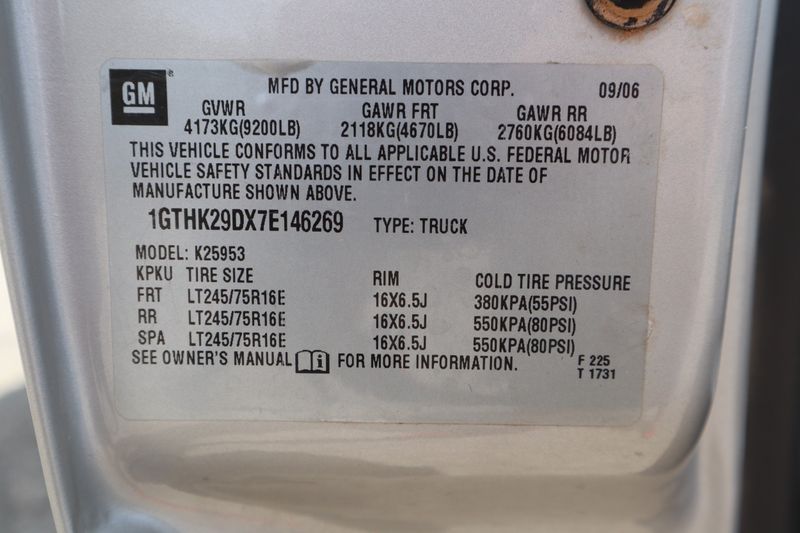 GM
MFD BY GENERAL MOTORS CORP. 09/06
GVWR GAWR FRT GAWR RR
4173KG(9200LB) 2118KG(4670LB) 2760KG(6084LB)
THIS VEHICLE CONFORMS TO ALL APPLICABLE U.S. FEDERAL MOTOR
VEHICLE SAFETY STANDARDS IN EFFECT ON THE DATE OF
MANUFACTURE SHOWN ABOVE.
1GTHK29DX7E146269 TYPE: TRUCK
MODEL: K25953
KPKU TIRE SIZE RIM COLD TIRE PRESSURE
FRT LT245/75R16E 16X6.5J 380KPA(55PSI)
RR LT245/75R16E 16X6.5J 550KPA(80PSI)
SPA LT245/75R16E 16X6.5J 550KPA(80PSI)
SEE OWNER'S MANUAL FOR MORE INFORMATION. F 225
T 1731